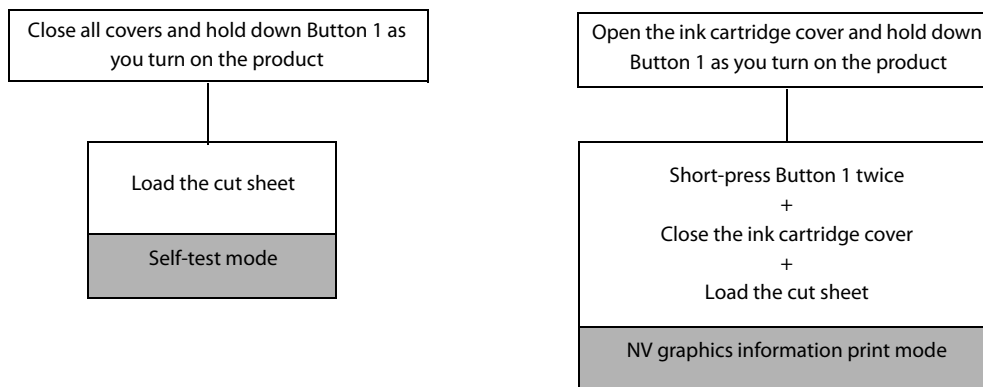 Close all covers and hold down Button 1 as
you turn on the product
Load the cut sheet
Self-test mode
Open the ink cartridge cover and hold down
Button 1 as you turn on the product
Short-press Button 1 twice
+
Close the ink cartridge cover
+
Load the cut sheet
NV graphics information print mode